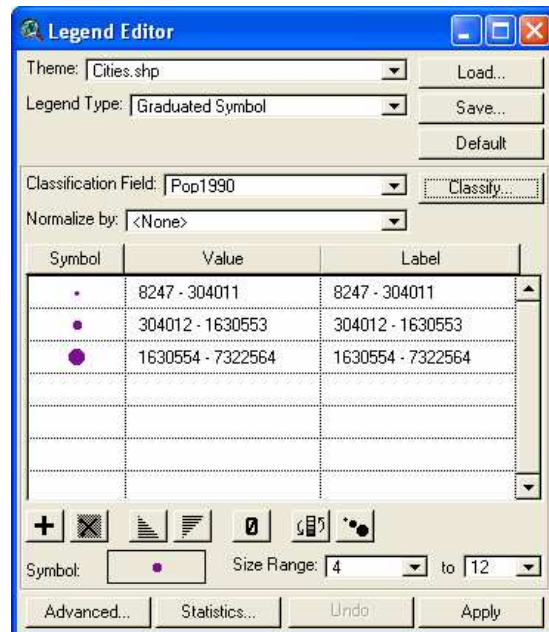 Legend Editor
Theme: Cities.shp
Load...
Legend Type: Graduated Symbol
Save...
Default
Classification Field: Pop1990
Classify...
Normalize by: <None>
Symbol Value Label
8247 - 304011 8247 - 304011
304012 - 1630553 304012 - 1630553
1630554 - 7322564 1630554 - 7322564
0
Symbol: Size Range: 4 to 12
Advanced... Statistics... Undo Apply